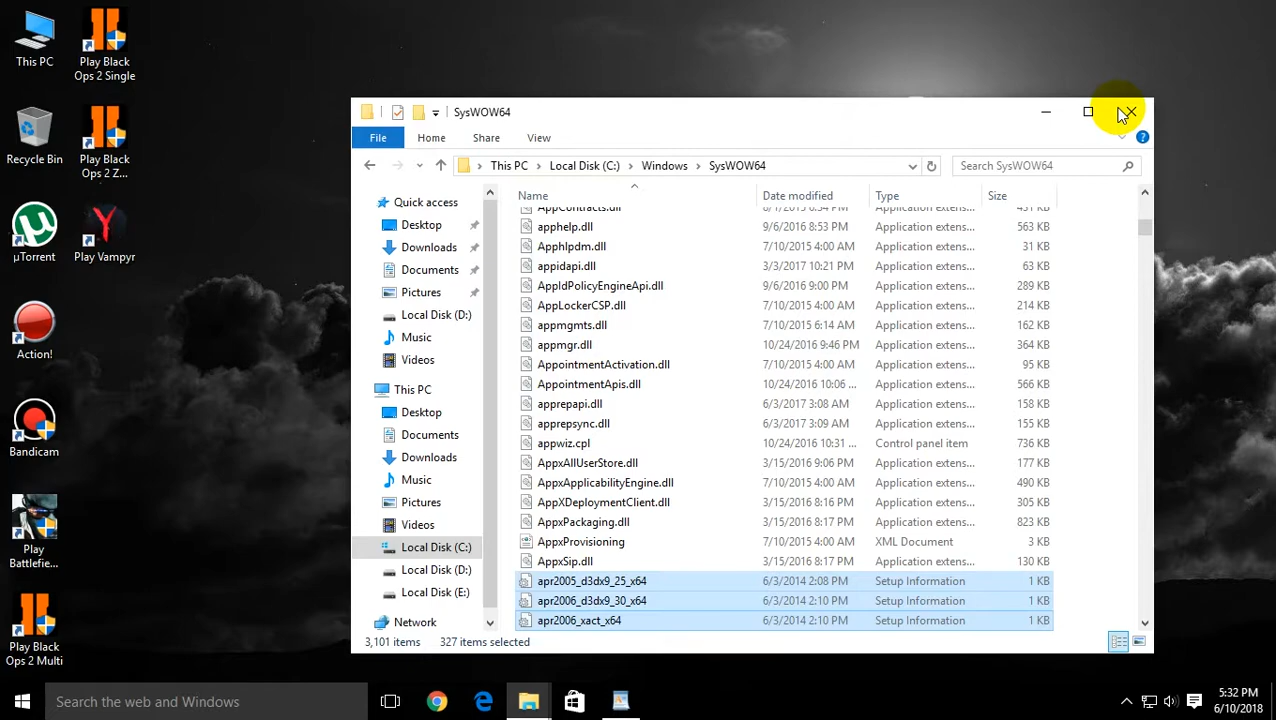 This PC
Play Black
Ops 2 Single
Recycle Bin
Play Black
Ops 2 Z...
µTorrent
Play Vampyr
Action!
Bandicam
Play
Battlefie...
Play Black
Ops 2 Multi
SysWOW64
File
Home
Share
View
This PC
Local Disk (C:)
Windows
SysWOW64
Search SysWOW64
Quick access
Desktop
Downloads
Documents
Pictures
Local Disk (D:)
Music
Videos
This PC
Desktop
Documents
Downloads
Music
Pictures
Videos
Local Disk (C:)
Local Disk (D:)
Local Disk (E:)
Network
Name Date modified Type Size
AppContracts.dll 8/1/2015 6:34 PM Application extens... 431 KB
apphelp.dll 9/6/2016 8:53 PM Application extens... 563 KB
Apphlpdm.dll 7/10/2015 4:00 AM Application extens... 31 KB
appidapi.dll 3/3/2017 10:21 PM Application extens... 63 KB
AppIdPolicyEngineApi.dll 9/6/2016 9:00 PM Application extens... 289 KB
AppLockerCSP.dll 7/10/2015 4:00 AM Application extens... 214 KB
appmgmts.dll 7/10/2015 6:14 AM Application extens... 162 KB
appmgr.dll 10/24/2016 9:46 PM Application extens... 364 KB
AppointmentActivation.dll 7/10/2015 4:00 AM Application extens... 95 KB
AppointmentApis.dll 10/24/2016 10:06 ... Application extens... 566 KB
apprepapi.dll 6/3/2017 3:08 AM Application extens... 158 KB
apprepsync.dll 6/3/2017 3:09 AM Application extens... 155 KB
appwiz.cpl 10/24/2016 10:31 ... Control panel item 736 KB
AppxAllUserStore.dll 3/15/2016 9:06 PM Application extens... 177 KB
AppxApplicabilityEngine.dll 7/10/2015 4:00 AM Application extens... 490 KB
AppXDeploymentClient.dll 3/15/2016 8:16 PM Application extens... 305 KB
AppxPackaging.dll 3/15/2016 8:17 PM Application extens... 823 KB
AppxProvisioning 7/10/2015 4:00 AM XML Document 3 KB
AppxSip.dll 3/15/2016 8:17 PM Application extens... 130 KB
apr2005_d3dx9_25_x64 6/3/2014 2:08 PM Setup Information 1 KB
apr2006_d3dx9_30_x64 6/3/2014 2:10 PM Setup Information 1 KB
apr2006_xact_x64 6/3/2014 2:10 PM Setup Information 1 KB
3,101 items 327 items selected
Search the web and Windows
5:32 PM
6/10/2018